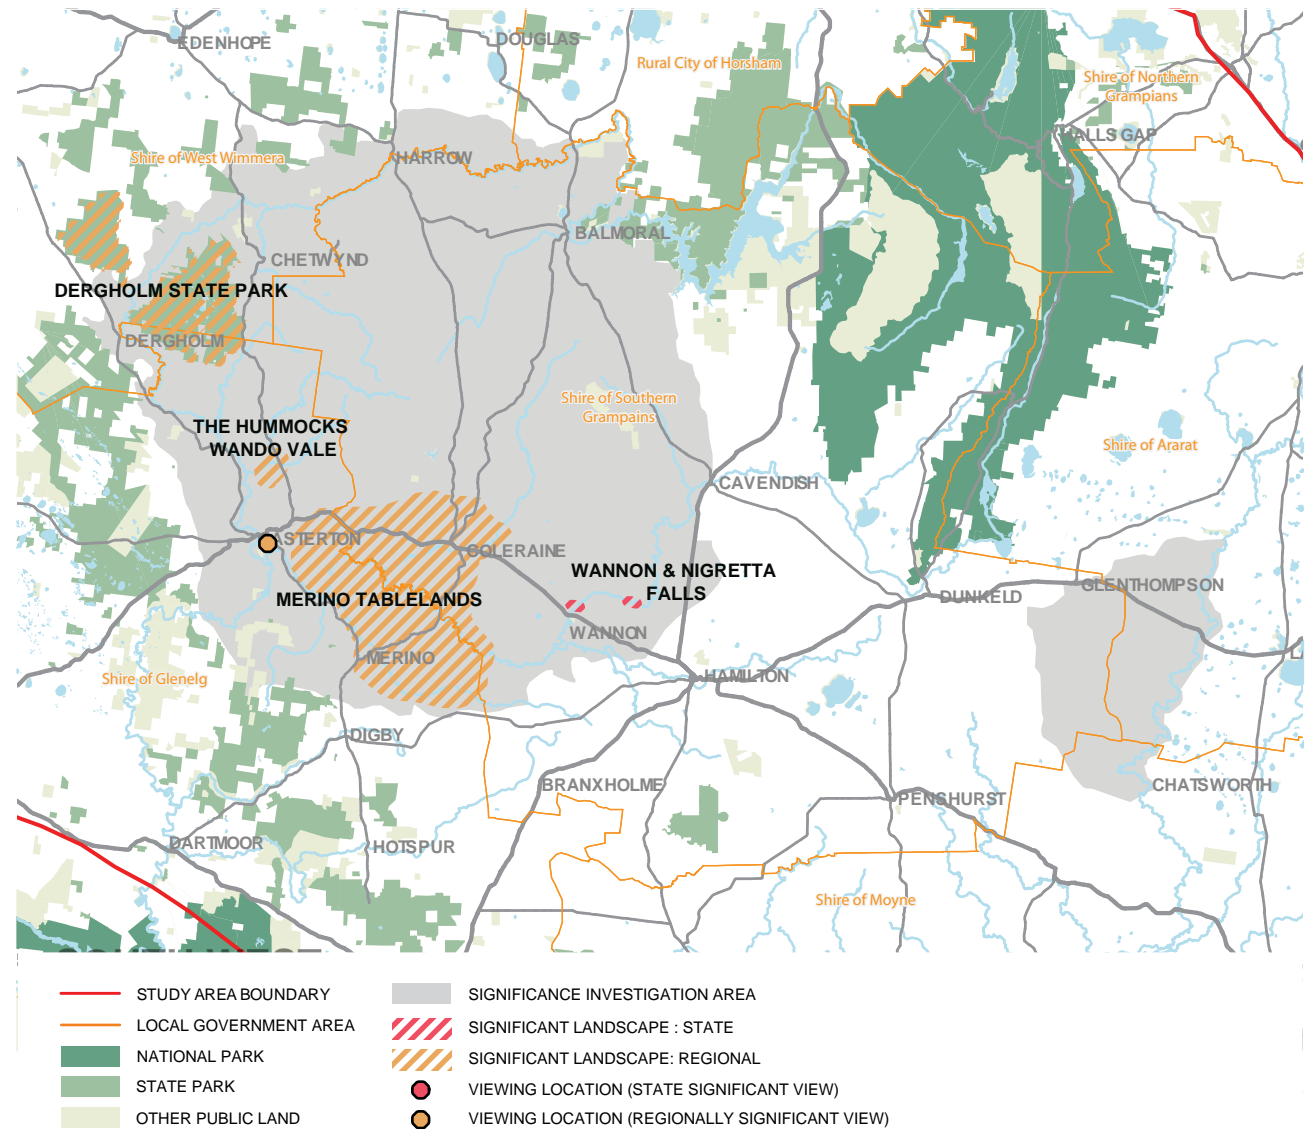 EDENHOPE
DOUGLAS
Rural City of Horsham
Shire of Northern
Grampians
HALLS GAP
Shire of West Wimmera
HARROW
BALMORAL
CHETWYND
DERGHOLM STATE PARK
DERGHOLM
Shire of Southern
Grampains
THE HUMMOCKS
WANDO VALE
Shire of Ararat
CAVENDISH
ASTERTON
COLERAINE
WANNON & NIGRETTA
FALLS
GLENTHOMPSON
MERINO TABLELANDS
DUNKELD
WANNON
MERINO
HAMILTON
Shire of Glenelg
DIGBY
BRANXHOLME
CHATSWORTH
PENSHURST
DARTMOOR
HOTSPUR
Shire of Moyne
STUDY AREA BOUNDARY
LOCAL GOVERNMENT AREA
NATIONAL PARK
STATE PARK
OTHER PUBLIC LAND
SIGNIFICANCE INVESTIGATION AREA
SIGNIFICANT LANDSCAPE : STATE
SIGNIFICANT LANDSCAPE: REGIONAL
VIEWING LOCATION (STATE SIGNIFICANT VIEW)
VIEWING LOCATION (REGIONALLY SIGNIFICANT VIEW)